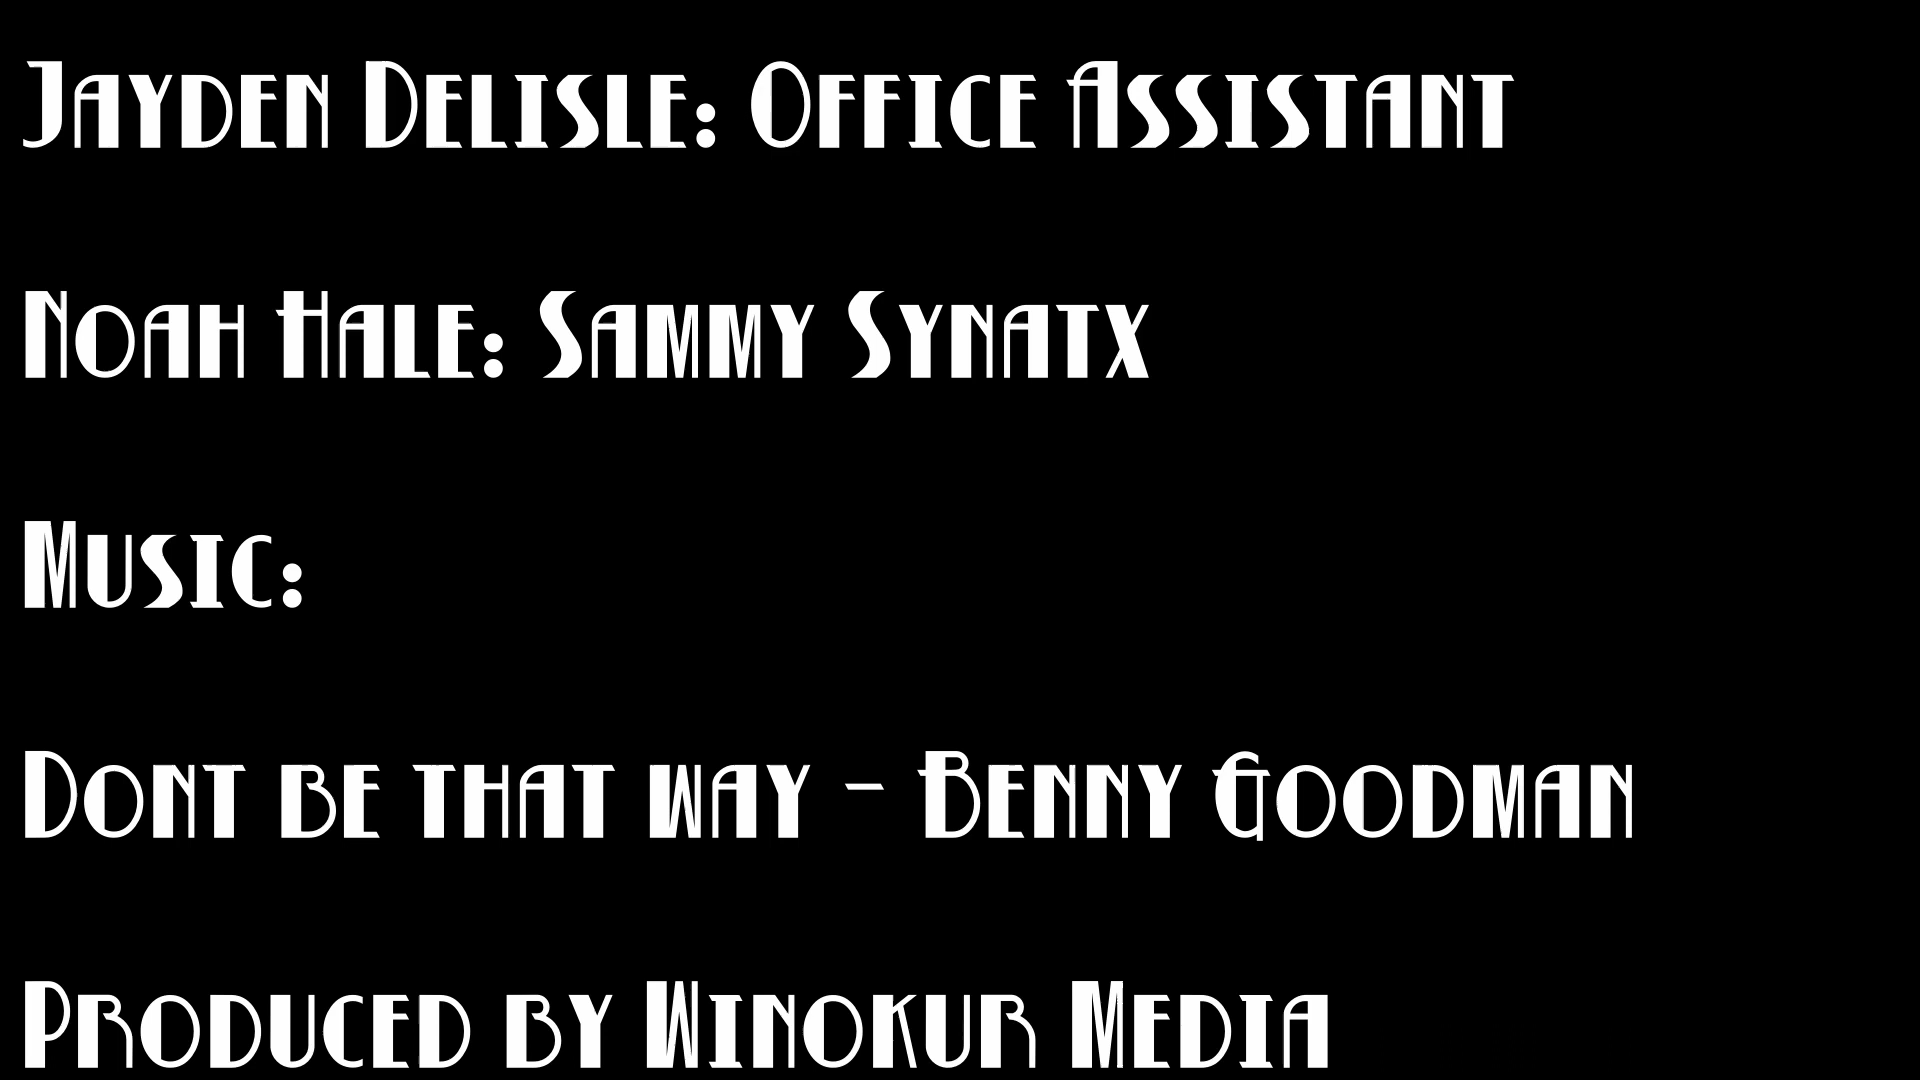 Jayden Delisle: Office Assistant
Noah Hale: Sammy Synatx
Music:
Dont be that way - Benny Goodman
Produced by Winokur Media